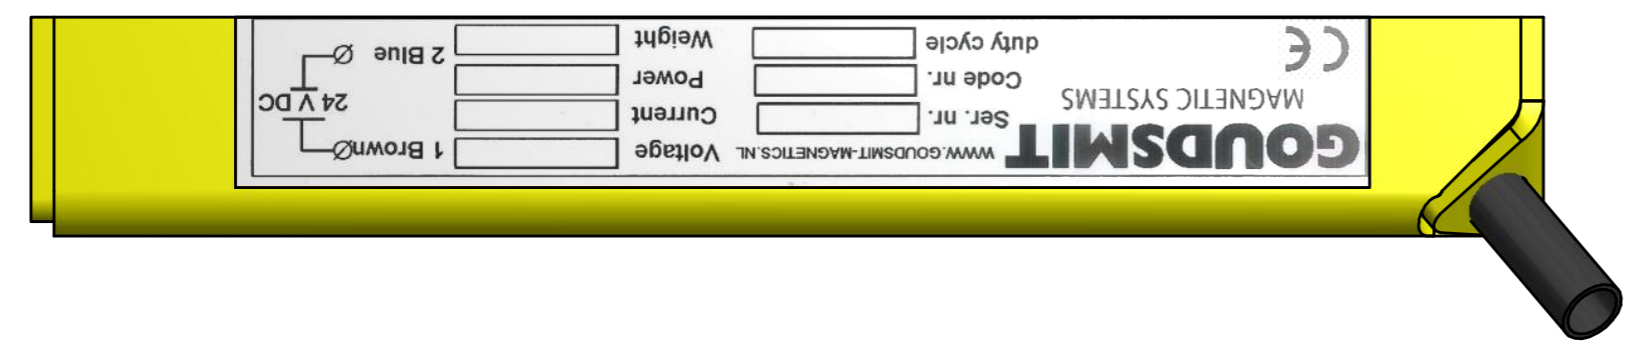 GOUDSMIT
MAGNETIC SYSTEMS
CE
WWW.GOUDSMIT-MAGNETICS.NL
Ser. nr.
Code nr.
duty cycle
Voltage
Current
Power
Weight
1 Brown
24 V DC
2 Blue